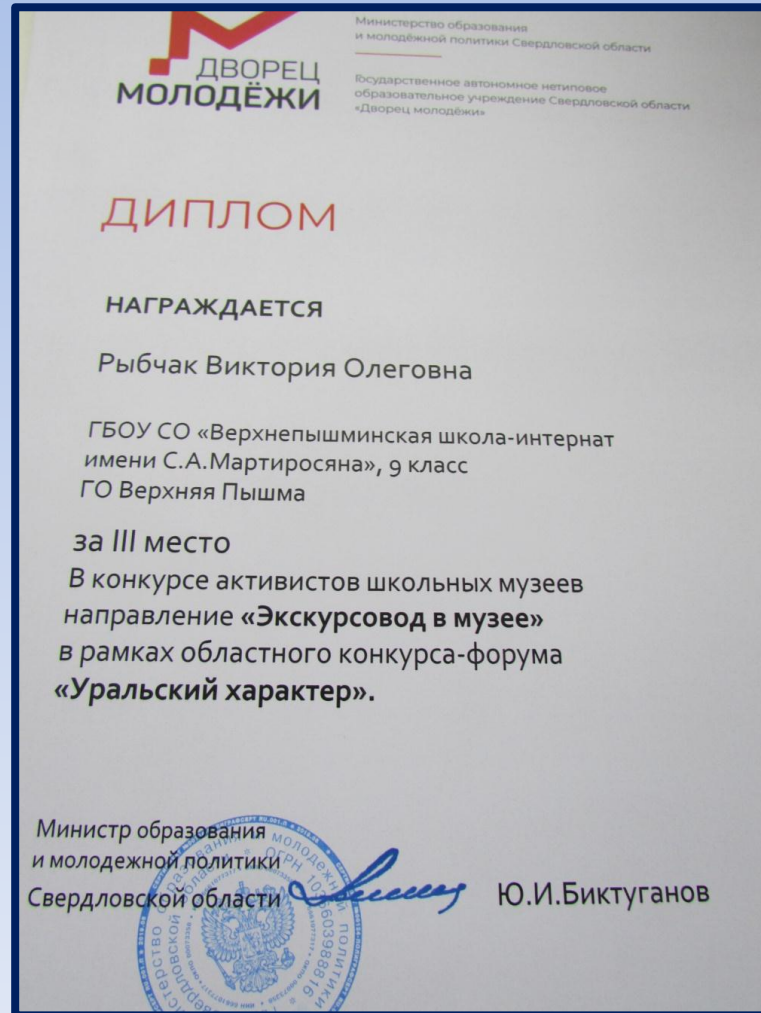 Министерство образования
и молодёжной политики Свердловской области
ДВОРЕЦ
МОЛОДЁЖИ
Государственное автономное нетиповое
образовательное учреждение Свердловской области
«Дворец молодёжи»
ДИПЛОМ
НАГРАЖДАЕТСЯ
Рыбчак Виктория Олеговна
ГБОУ СО «Верхнепышминская школа-интернат
имени С.А.Мартиросяна», 9 класс
ГО Верхняя Пышма
за III место
В конкурсе активистов школьных музеев
направление «Экскурсовод в музее»
в рамках областного конкурса-форума
«Уральский характер».
Министр образования
и молодежной политики
Свердловской области
Ю.И.Биктуганов